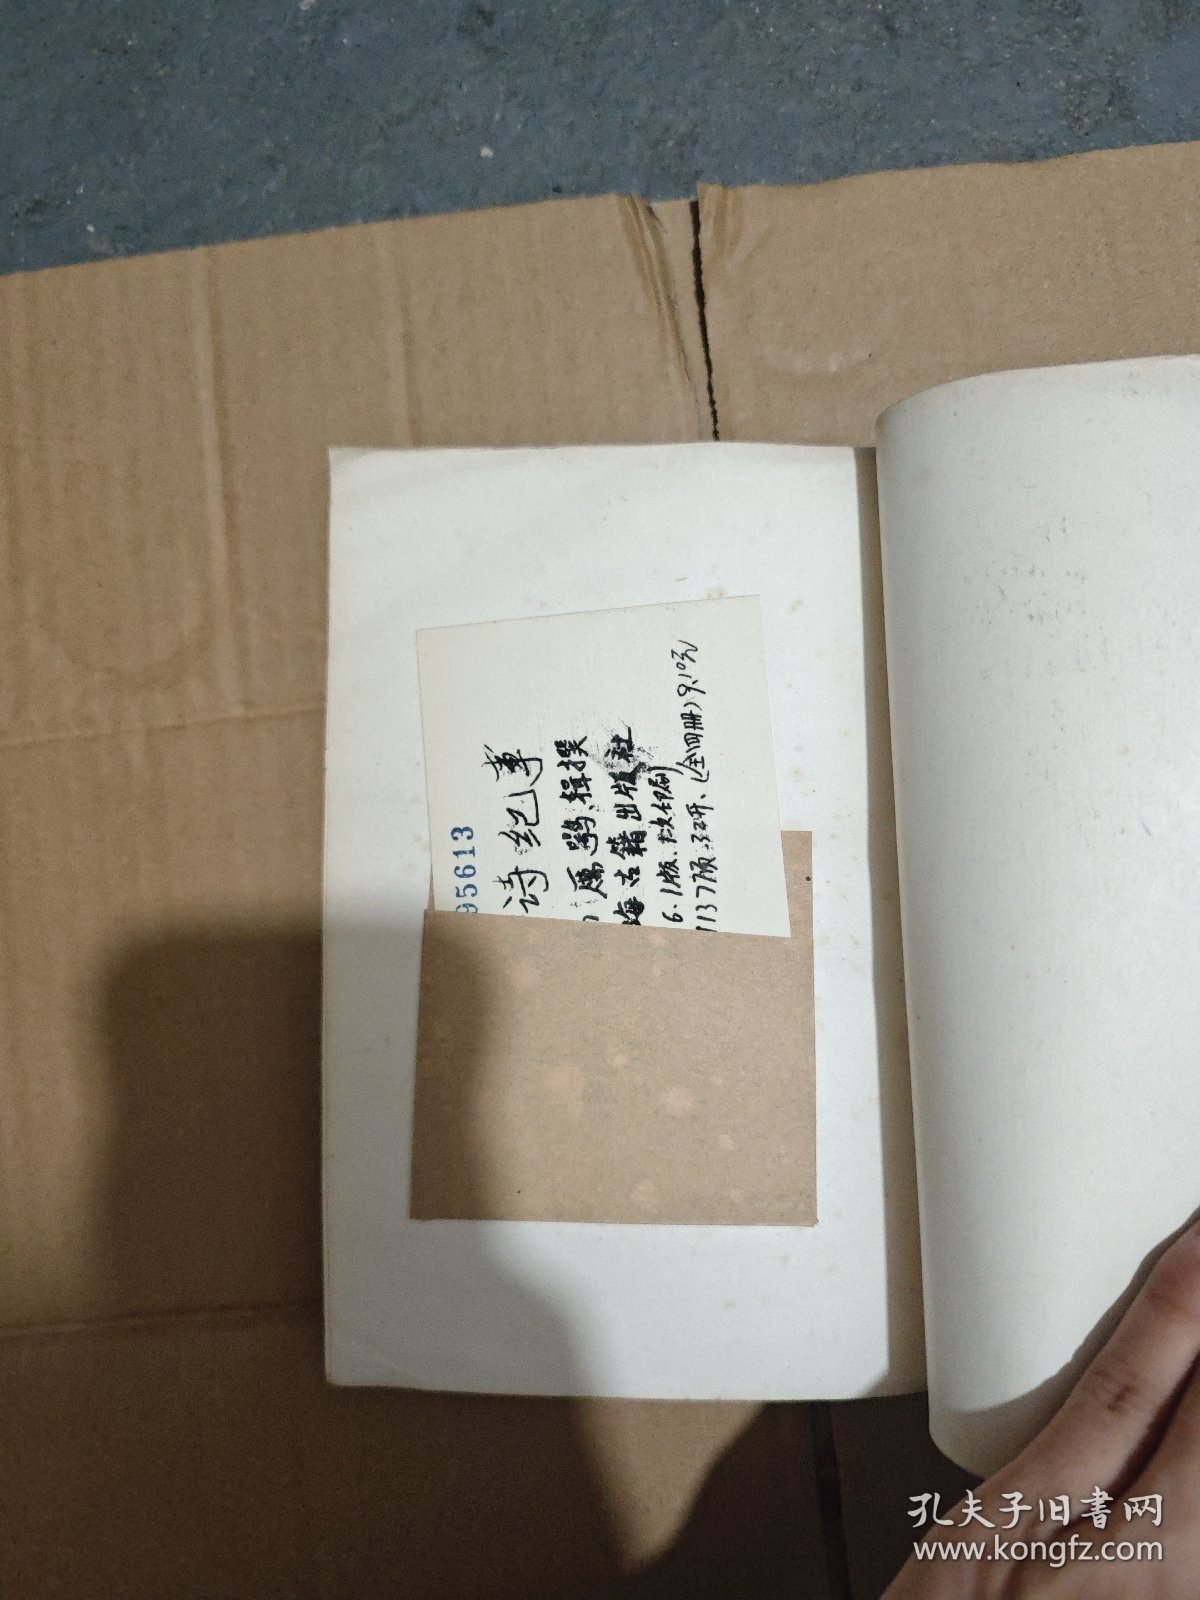 95613
诗纪事
厲鹗辑撰
海古籍出版社
6.1版、1次印刷
1137页 32开、(全四册) 9.10元
孔夫子旧書网
www.kongfz.com